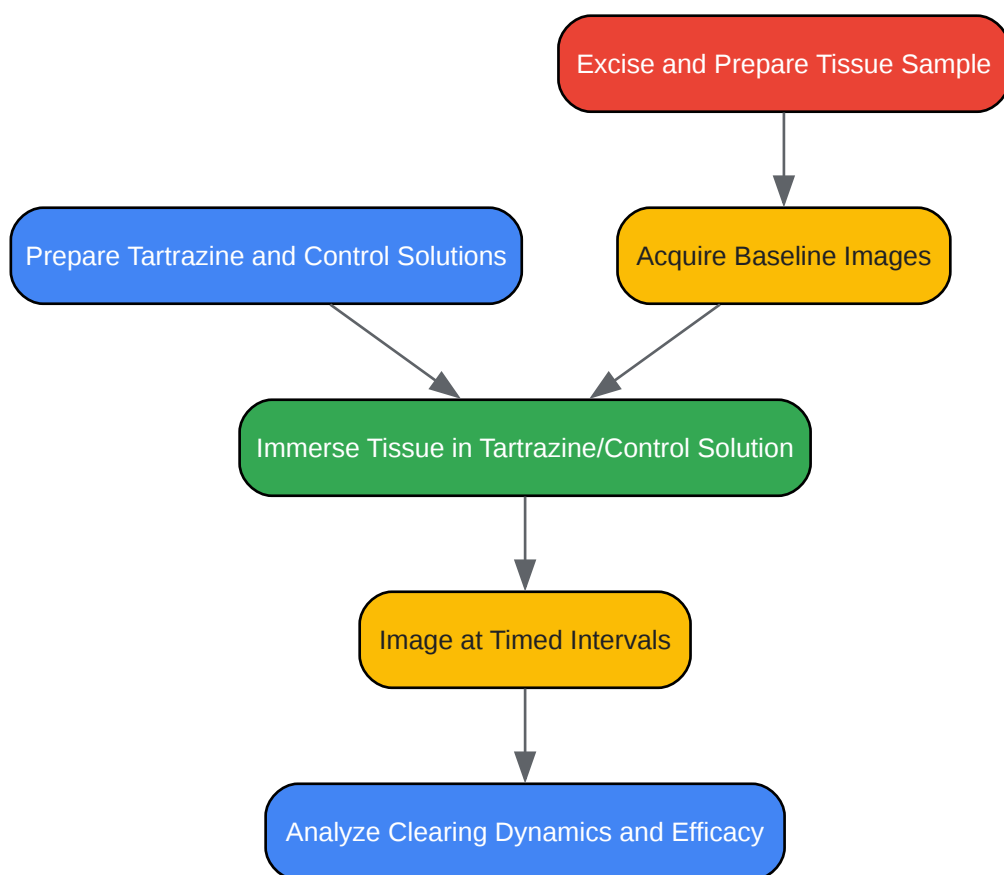 Excise and Prepare Tissue Sample
Prepare Tartrazine and Control Solutions
Acquire Baseline Images
Immerse Tissue in Tartrazine/Control Solution
Image at Timed Intervals
Analyze Clearing Dynamics and Efficacy